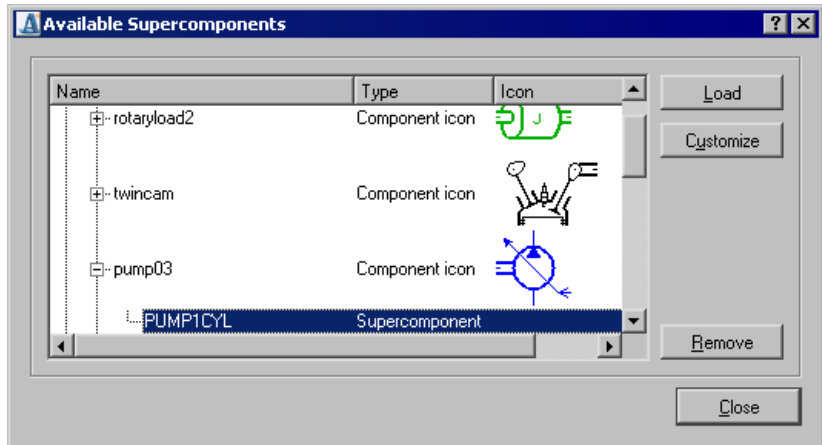 Available Supercomponents
Name Type Icon
rotaryload2 Component icon J
twincam Component icon
pump03 Component icon
PUMP1CYL Supercomponent
Load
Customize
Remove
Close